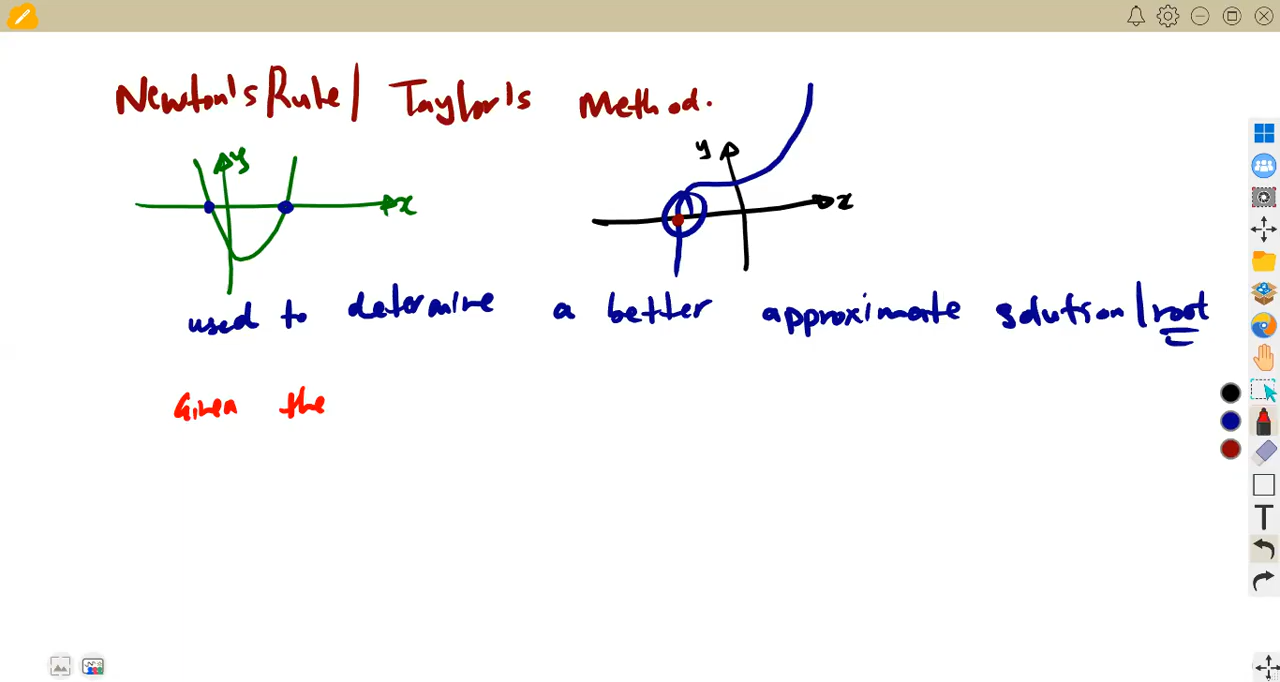 Newton's Rule/ Taylor's Method.
y
x
y
x
used to determine a better approximate solution/root
Given the
T